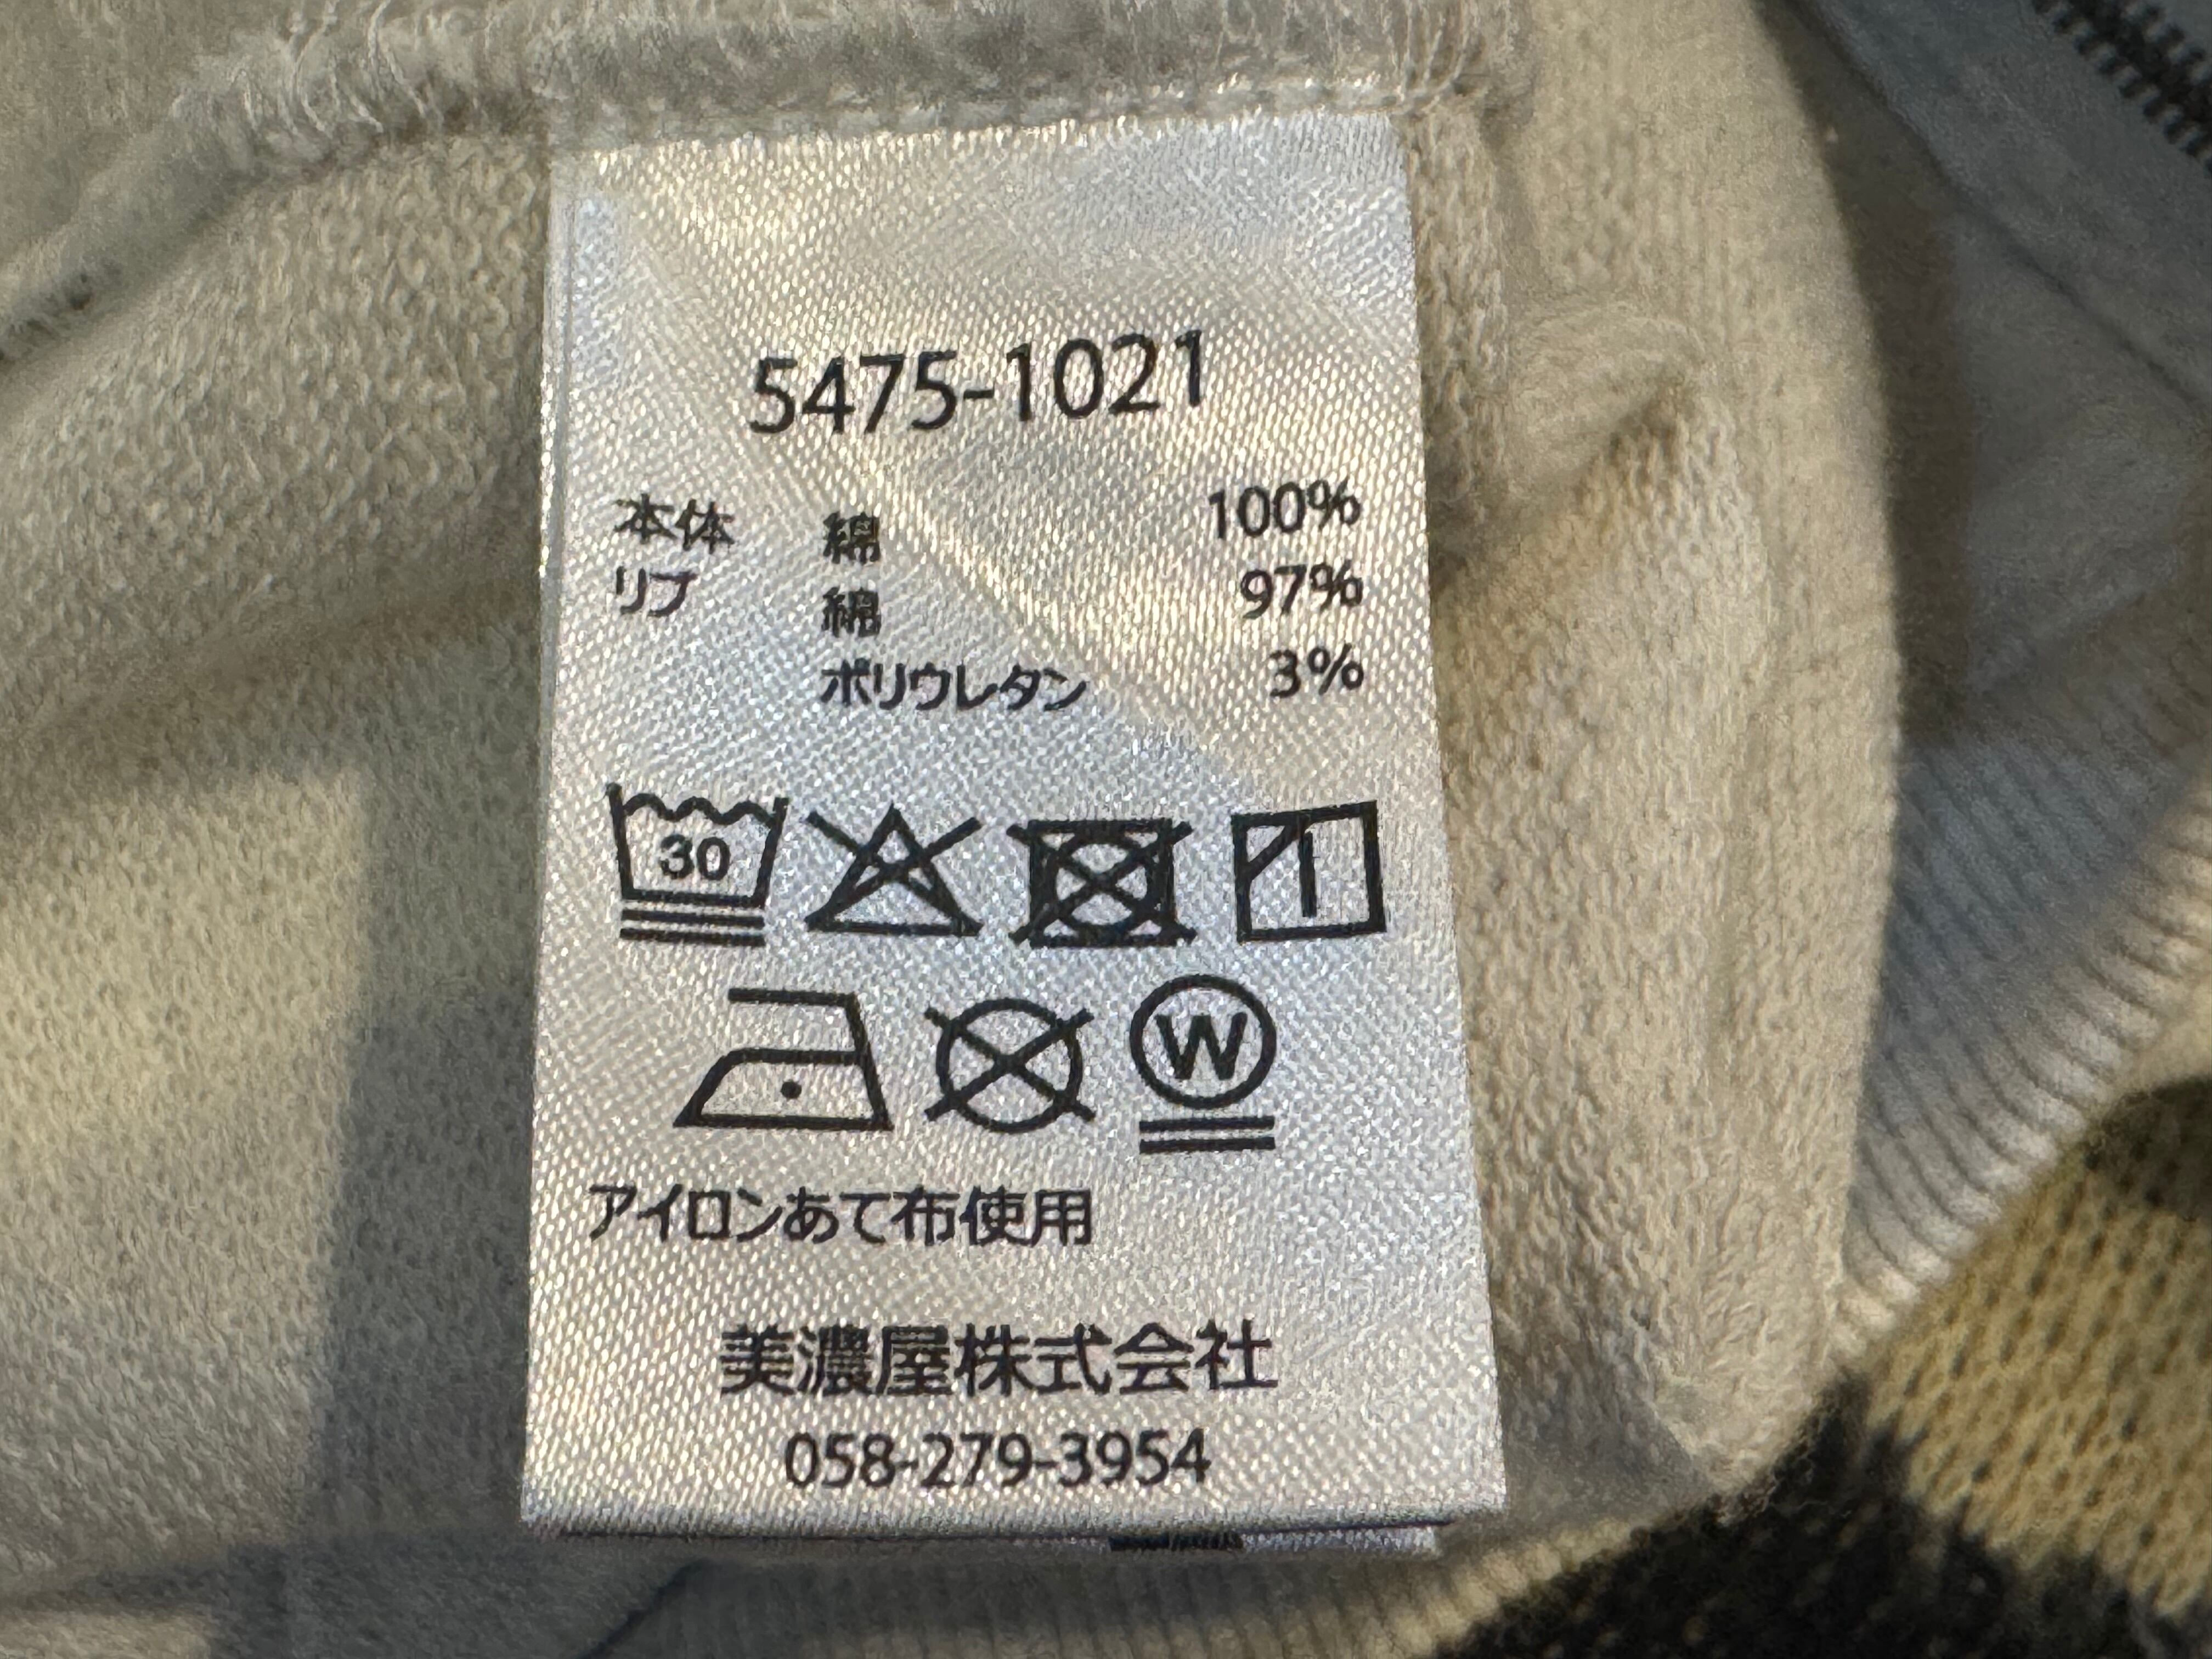 5475-1021
本体 綿 100%
リブ 綿 97%
ポリウレタン 3%
30
W
アイロンあて布使用
美濃屋株式会社
058-279-3954